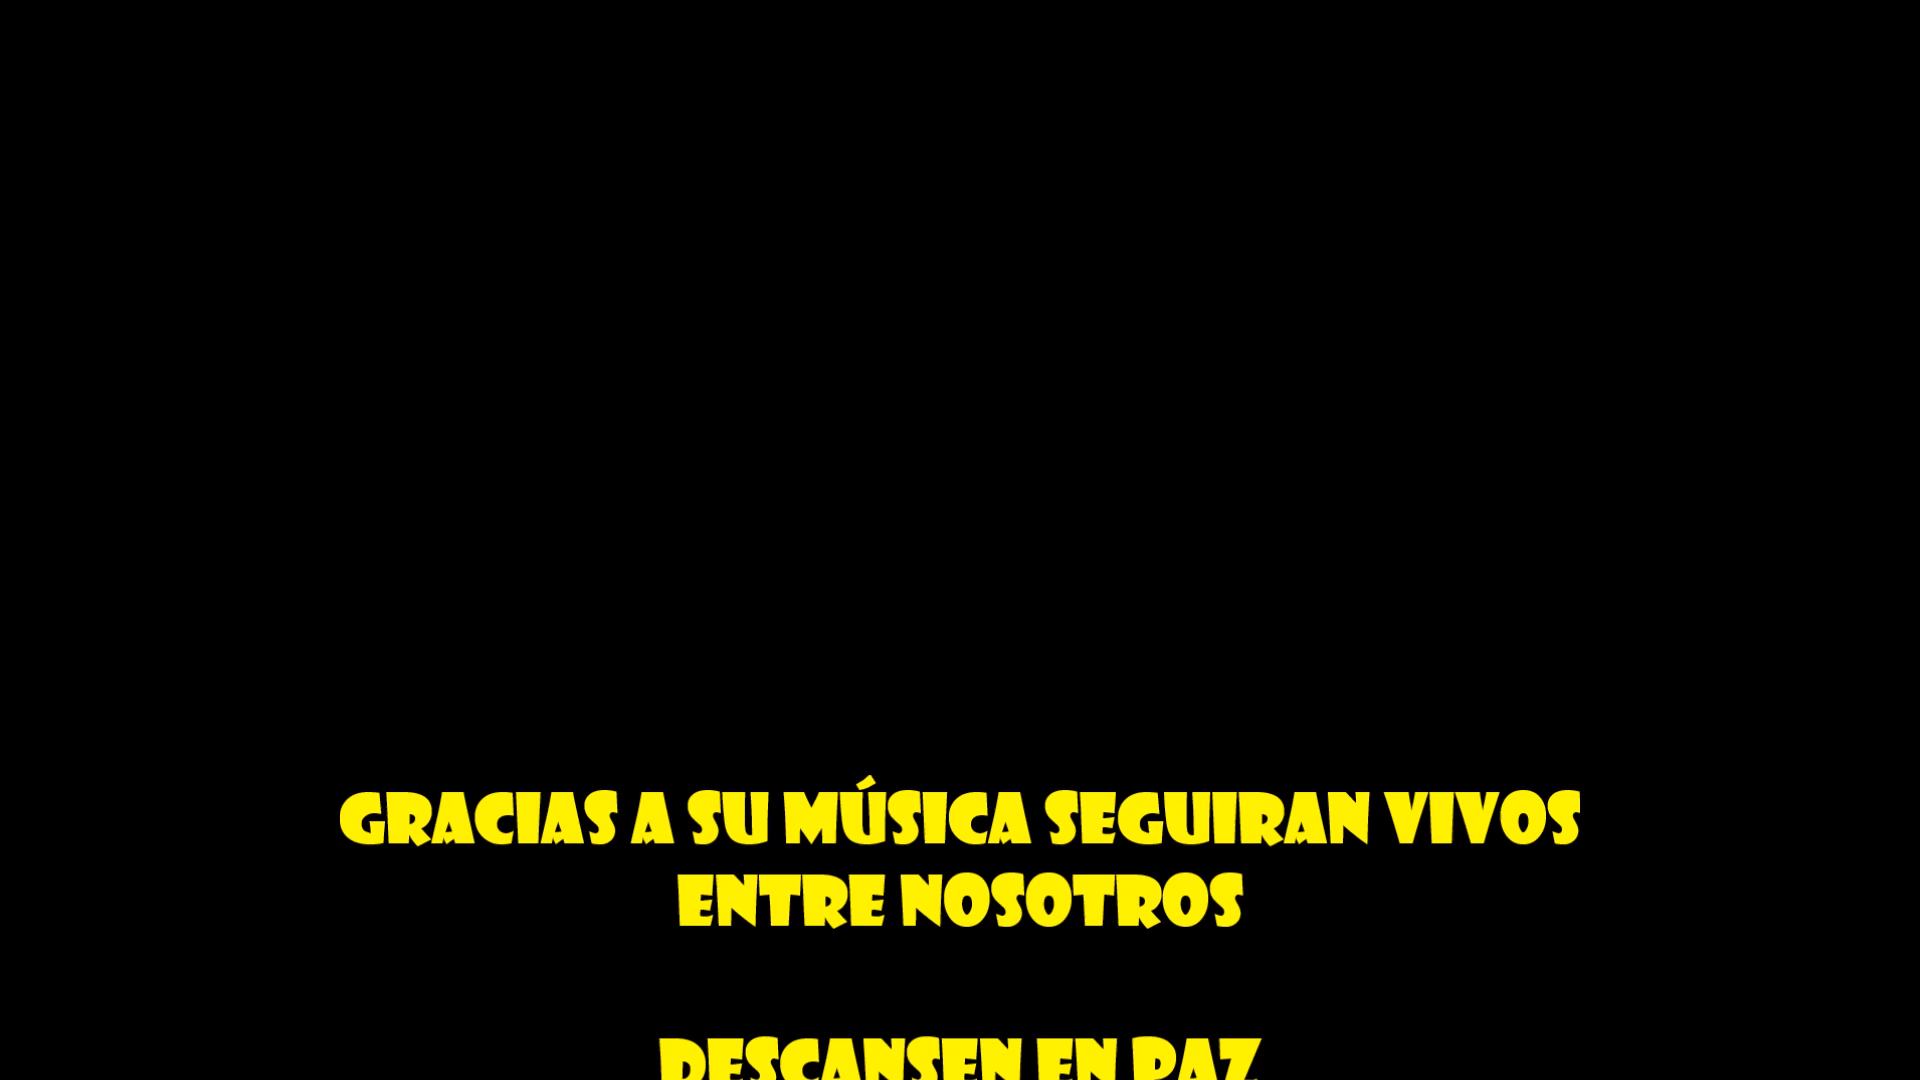 GRACIAS A SU MÚSICA SEGUIRAN VIVOS
ENTRE NOSOTROS
DESCANSEN EN PAZ